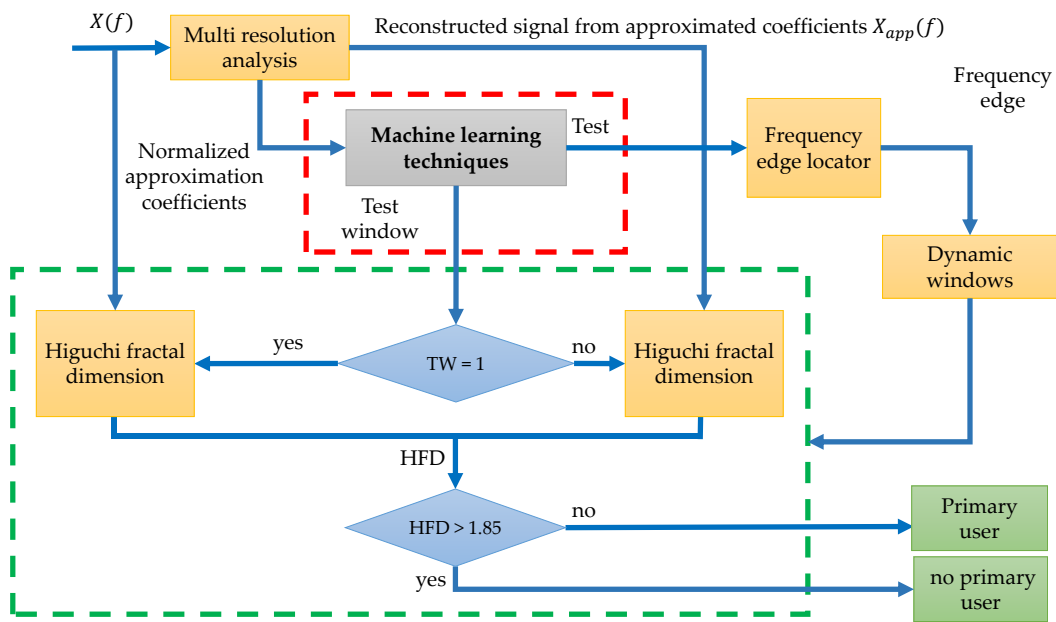 X(f)
Multi resolution
analysis
Reconstructed signal from approximated coefficients X_app(f)
Frequency
edge
Normalized
approximation
coefficients
Machine learning
techniques
Test
Frequency
edge locator
Test
window
Dynamic
windows
Higuchi fractal
dimension
yes
TW = 1
no
Higuchi fractal
dimension
HFD
HFD > 1.85
no
Primary
user
yes
no primary
user